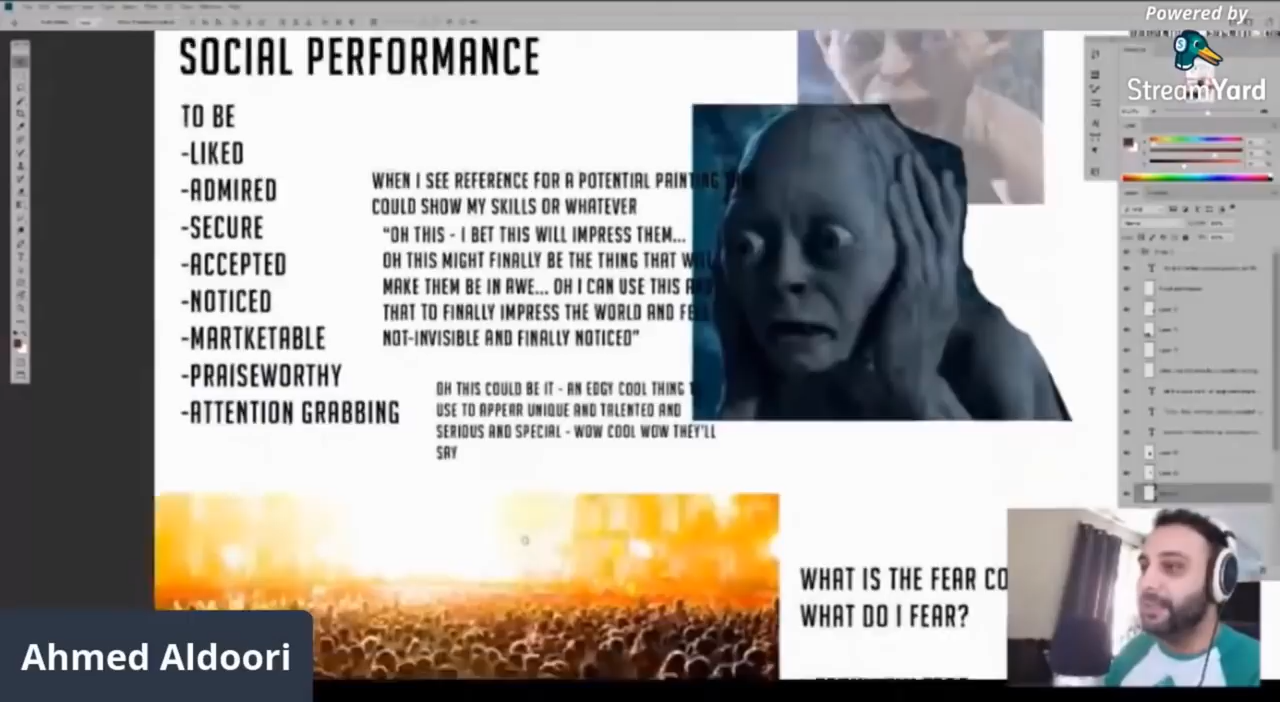 Powered by
StreamYard
SOCIAL PERFORMANCE
TO BE
-LIKED
-ADMIRED
-SECURE
-ACCEPTED
-NOTICED
-MARTKETABLE
-PRAISEWORTHY
-ATTENTION GRABBING
WHEN I SEE REFERENCE FOR A POTENTIAL PAINTING
COULD SHOW MY SKILLS OR WHATEVER
"OH THIS - I BET THIS WILL IMPRESS THEM...
OH THIS MIGHT FINALLY BE THE THING THAT
MAKE THEM BE IN AWE... OH I CAN USE THIS
THAT TO FINALLY IMPRESS THE WORLD AND
NOT-INVISIBLE AND FINALLY NOTICED"
OH THIS COULD BE IT - AN EDGY COOL THING
USE TO APPEAR UNIQUE AND TALENTED AND
SERIOUS AND SPECIAL - WOW COOL WOW THEY'LL
SAY
WHAT IS THE FEAR
WHAT DO I FEAR?
Ahmed Aldoori